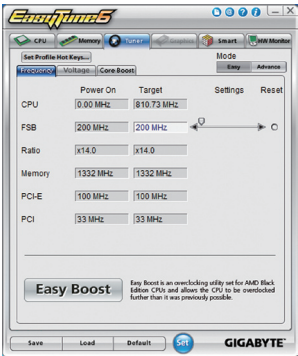 EasyTune6
CPU Memory Tuner Graphics Smart HW Monitor
Set Profile Hot Keys... Mode
Frequency Voltage Core Boost Easy Advance
Power On Target Settings Reset
CPU 0.00 MHz 810.73 MHz
FSB 200 MHz 200 MHz
Ratio x14.0 x14.0
Memory 1332 MHz 1332 MHz
PCI-E 100 MHz 100 MHz
PCI 33 MHz 33 MHz
Easy Boost
Easy Boost is an overclocking utility set for AMD Black
Edition CPUs and allows the CPU to be overclocked
further than it was previously possible.
Save Load Default Set GIGABYTE